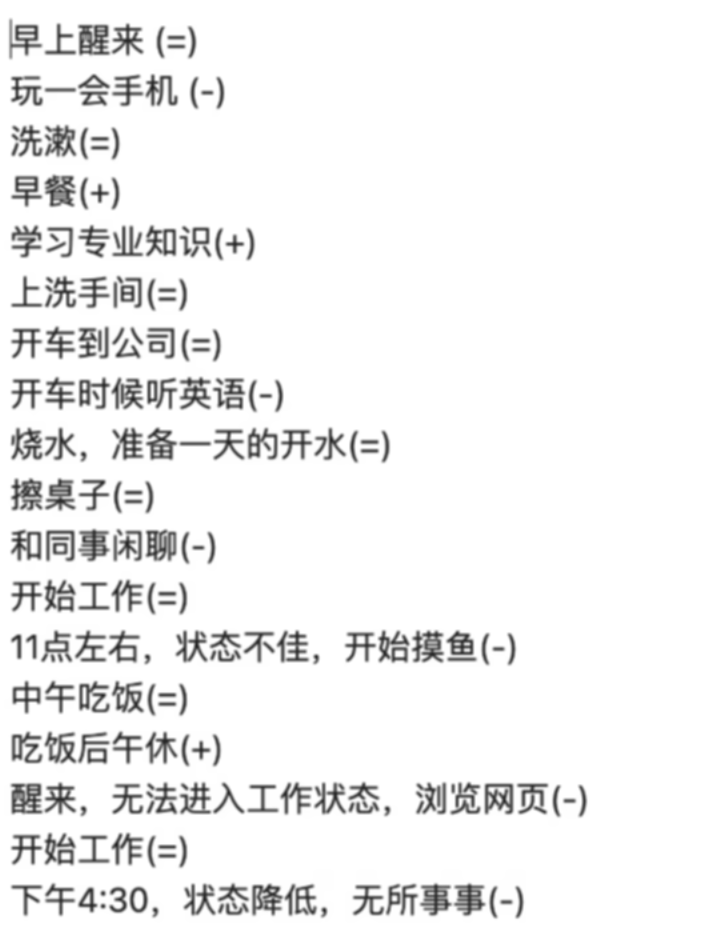 早上醒来 (=)
玩一会手机 (-)
洗漱(=)
早餐(+)
学习专业知识(+)
上洗手间(=)
开车到公司(=)
开车时候听英语(-)
烧水，准备一天的开水(=)
擦桌子(=)
和同事闲聊(-)
开始工作(=)
11点左右，状态不佳，开始摸鱼(-)
中午吃饭(=)
吃饭后午休(+)
醒来，无法进入工作状态，浏览网页(-)
开始工作(=)
下午4:30，状态降低，无所事事(-)